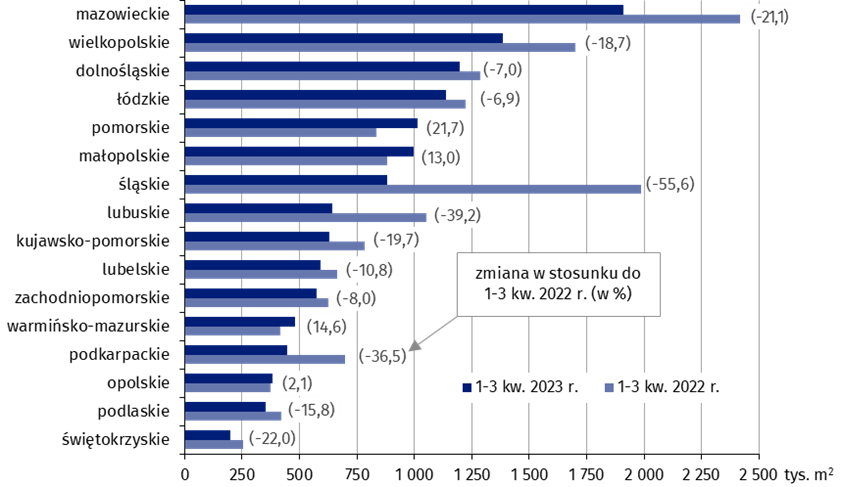 mazowieckie (-21,1)
wielkopolskie (-18,7)
dolnośląskie (-7,0)
łódzkie (-6,9)
pomorskie (21,7)
małopolskie (13,0)
śląskie (-55,6)
lubuskie (-39,2)
kujawsko-pomorskie (-19,7)
lubelskie (-10,8)
zmiana w stosunku do
1-3 kw. 2022 r. (w %)
zachodniopomorskie (-8,0)
warmińsko-mazurskie (14,6)
podkarpackie (-36,5)
opolskie (2,1)
1-3 kw. 2023 r. 1-3 kw. 2022 r.
podlaskie (-15,8)
świętokrzyskie (-22,0)
0 250 500 750 1 000 1 250 1 500 1 750 2 000 2 250 2 500 tys. m²